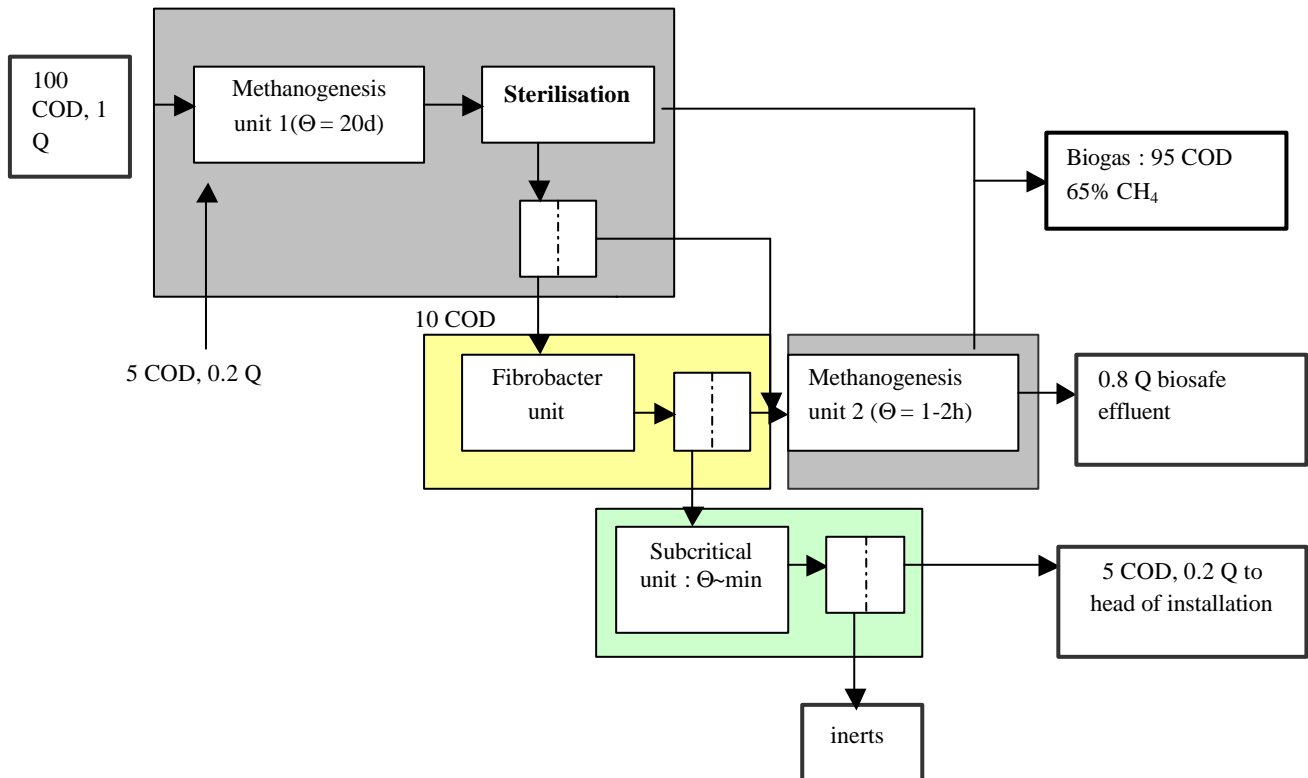 100
COD, 1
Q
Methanogenesis
unit 1(Θ = 20d)
Sterilisation
Biogas : 95 COD
65% CH₄
10 COD
5 COD, 0.2 Q
Fibrobacter
unit
Methanogenesis
unit 2 (Θ = 1-2h)
0.8 Q biosafe
effluent
Subcritical
unit : Θ~min
5 COD, 0.2 Q to
head of installation
inerts